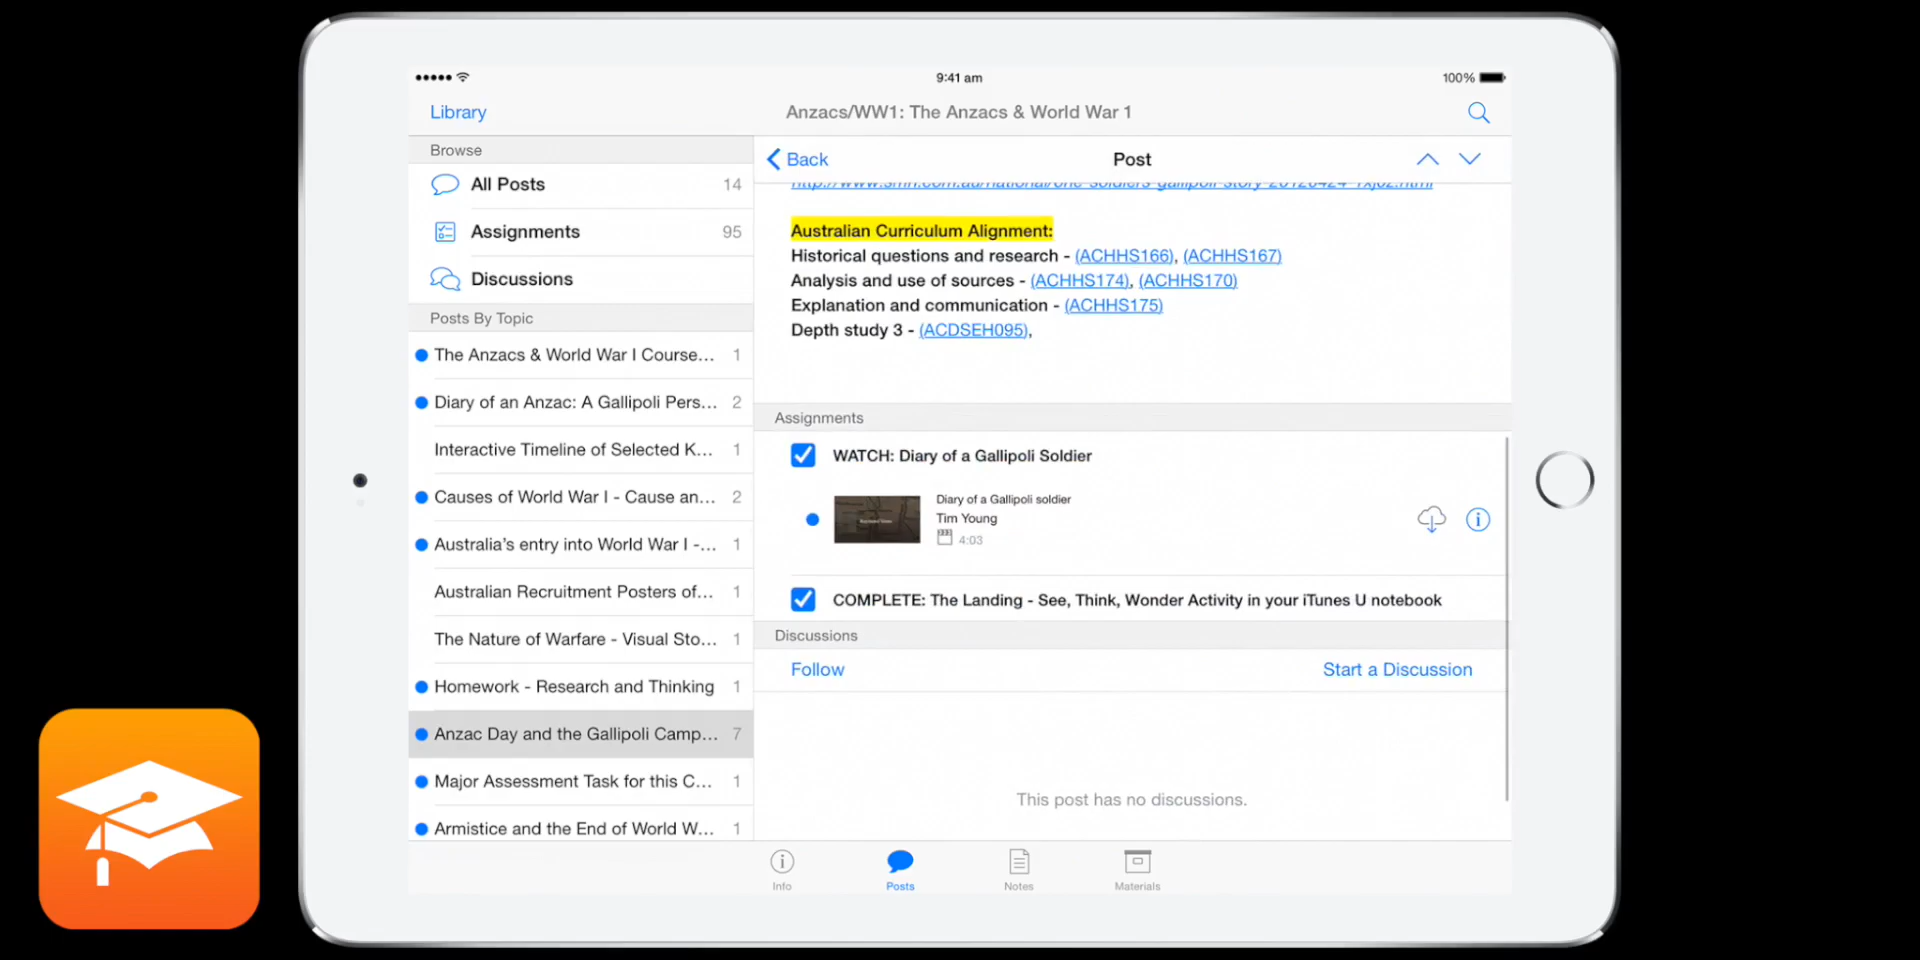 9:41 am
100%
Library
Anzacs/WW1: The Anzacs & World War 1
Browse
All Posts 14
Assignments 95
Discussions
Posts By Topic
The Anzacs & World War I Course... 1
Diary of an Anzac: A Gallipoli Pers... 2
Interactive Timeline of Selected K... 1
Causes of World War I - Cause an... 2
Australia's entry into World War I -... 1
Australian Recruitment Posters of... 1
The Nature of Warfare - Visual Sto... 1
Homework - Research and Thinking 1
Anzac Day and the Gallipoli Camp... 7
Major Assessment Task for this C... 1
Armistice and the End of World W... 1
Back
Post
Australian Curriculum Alignment:
Historical questions and research - (ACHHS166), (ACHHS167)
Analysis and use of sources - (ACHHS174), (ACHHS170)
Explanation and communication - (ACHHS175)
Depth study 3 - (ACDSEH095),
Assignments
WATCH: Diary of a Gallipoli Soldier
Diary of a Gallipoli soldier
Tim Young
4:03
COMPLETE: The Landing - See, Think, Wonder Activity in your iTunes U notebook
Discussions
Follow
Start a Discussion
This post has no discussions.
Info
Posts
Notes
Materials